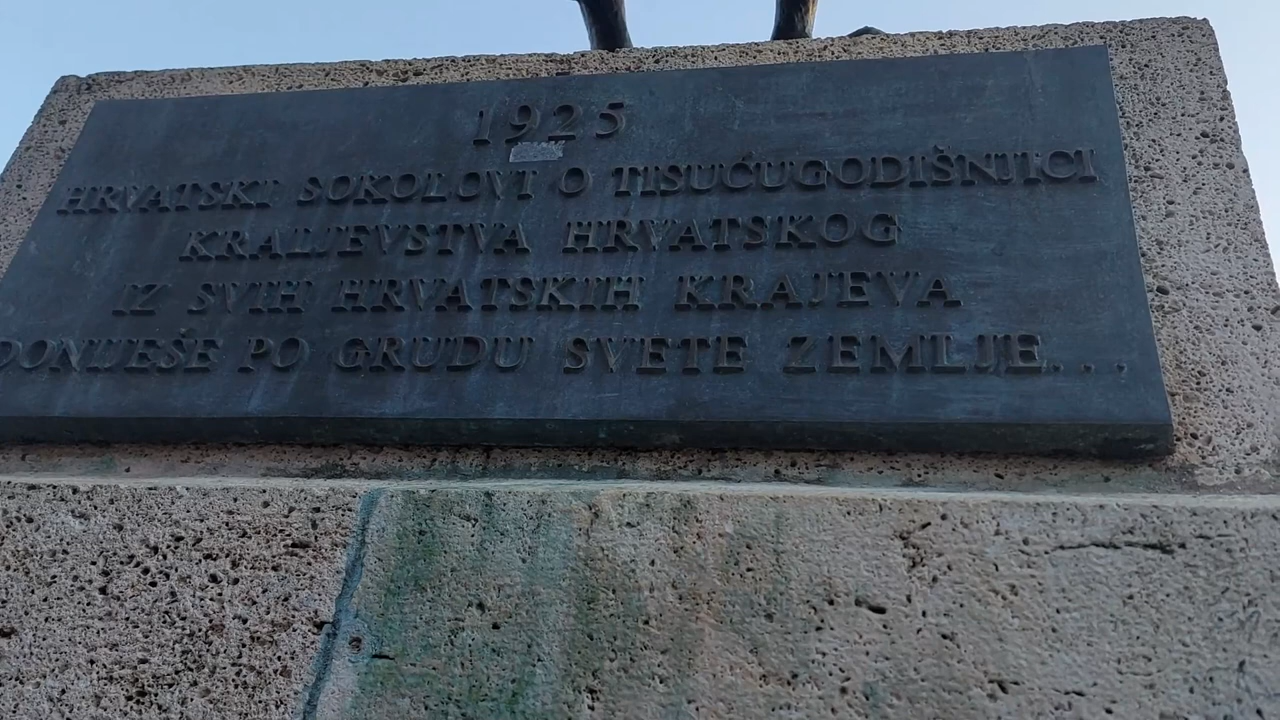 1925
HRVATSKI SOKOLOVI O TISUĆUGODIŠNJICI
KRALJEVSTVA HRVATSKOG
IZ SVIH HRVATSKIH KRAJEVA
DONIJEŠE PO GRUDU SVETE ZEMLJE...